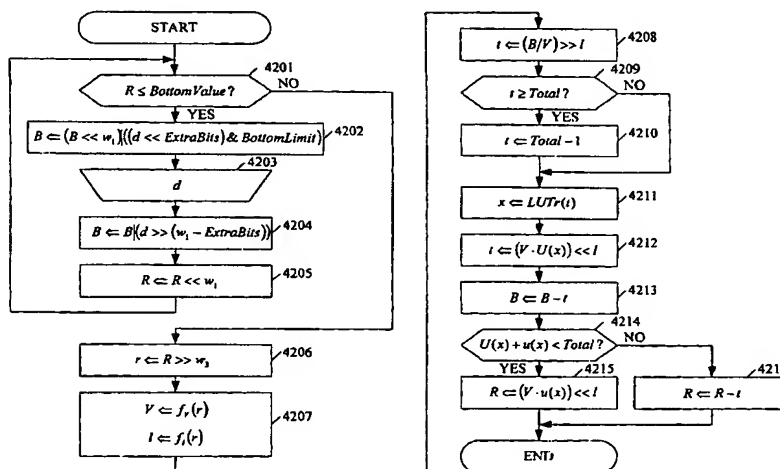 START
4201
R ≤ BottomValue?
NO
YES
B ⇐ (B << w₁)|((d << ExtraBits) & BottomLimit)
4202
4203
d
B ⇐ B|(d >> (w₁ − ExtraBits))
4204
R ⇐ R << w₁
4205
r ⇐ R >> w₃
4206
V ⇐ fᵣ(r)
l ⇐ fₗ(r)
4207
t ⇐ (B/V) >> l
4208
4209
t ≥ Total?
NO
YES
t ⇐ Total − 1
4210
x ⇐ LUTr(t)
4211
t ⇐ (V · U(x)) << l
4212
B ⇐ B − t
4213
4214
U(x) + u(x) < Total?
NO
YES
4215
R ⇐ (V · u(x)) << l
421
R ⇐ R − t